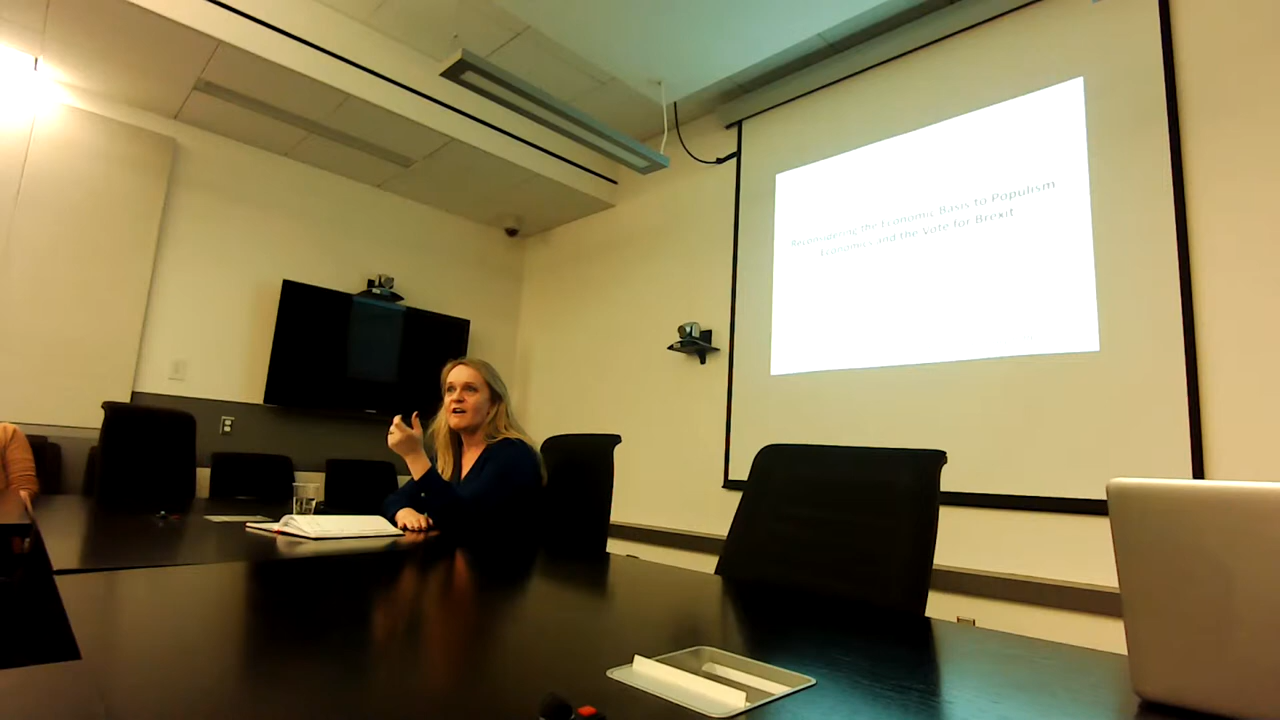 Reconsidering the Economic Basis to Populism
Economics and the Vote for Brexit